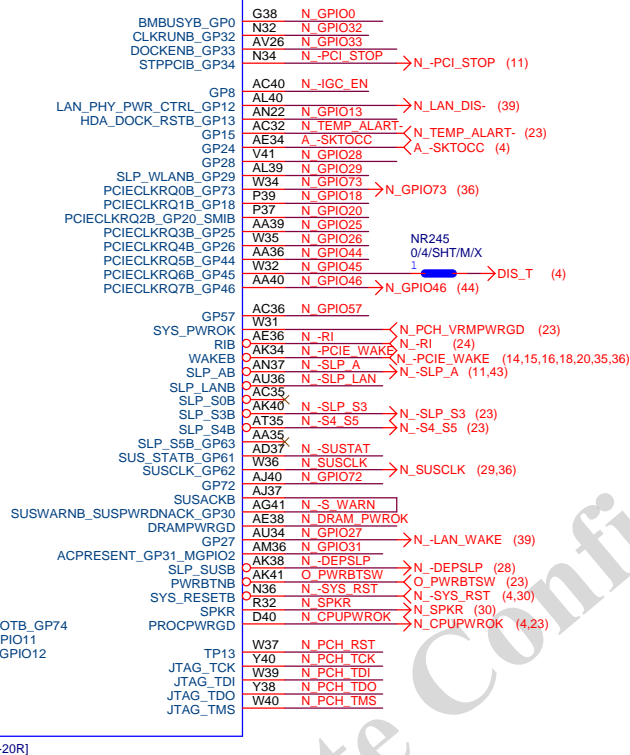 BMBUSYB_GP0 G38 N_GPIO0
CLKRUNB_GP32 N32 N_GPIO32
DOCKENB_GP33 AV26 N_GPIO33
STPPCIB_GP34 N34 N_-PCI_STOP N_-PCI_STOP (11)
GP8 AC40 N_-IGC_EN
LAN_PHY_PWR_CTRL_GP12 AL40 N_LAN_DIS- (39)
HDA_DOCK_RSTB_GP13 AN22 N_GPIO13
GP15 AC32 N_TEMP_ALART- N_TEMP_ALART- (23)
GP24 AE34 A_-SKTOCC A_-SKTOCC (4)
GP28 V41 N_GPIO28
SLP_WLANB_GP29 AL39 N_GPIO29
PCIECLKRQ0B_GP73 W34 N_GPIO73 N_GPIO73 (36)
PCIECLKRQ1B_GP18 P39 N_GPIO18
PCIECLKRQ2B_GP20_SMIB P37 N_GPIO20
PCIECLKRQ3B_GP25 AA39 N_GPIO25
PCIECLKRQ4B_GP26 W35 N_GPIO26
PCIECLKRQ5B_GP44 AA36 N_GPIO44
NR245
0/4/SHT/M/X
PCIECLKRQ6B_GP45 W32 N_GPIO45 1 DIS_T (4)
PCIECLKRQ7B_GP46 AA40 N_GPIO46 N_GPIO46 (44)
GP57 AC36 N_GPIO57
SYS_PWROK W31 N_PCH_VRMPWRGD (23)
RIB AE36 N_-RI N_-RI (24)
WAKEB AK34 N_-PCIE_WAKE N_-PCIE_WAKE (14,15,16,18,20,35,36)
SLP_AB AN37 N_-SLP_A N_-SLP_A (11,43)
SLP_LANB AU36 N_-SLP_LAN
SLP_S0B AC35
SLP_S3B AK40 N_-SLP_S3 N_-SLP_S3 (23)
SLP_S4B AT35 N_-S4_S5 N_-S4_S5 (23)
SLP_S5B_GP63 AA35
SUS_STATB_GP61 AD37 N_-SUSTAT
SUSCLK_GP62 W36 N_SUSCLK N_SUSCLK (29,36)
GP72 AJ40 N_GPIO72
SUSACKB AJ37
SUSWARNB_SUSPWRDNACK_GP30 AG41 N_-S_WARN
DRAMPWRGD AE38 N_DRAM_PWROK
GP27 AU34 N_GPIO27 N_-LAN_WAKE (39)
ACPRESENT_GP31_MGPIO2 AM36 N_GPIO31
SLP_SUSB AK38 N_-DEPSLP N_-DEPSLP (28)
PWRBTNB AK41 O_PWRBTSW O_PWRBTSW (23)
SYS_RESETB N36 N_-SYS_RST N_-SYS_RST (4,30)
SPKR R32 N_SPKR N_SPKR (30)
PROCPWRGD D40 N_CPUPWROK N_CPUPWROK (4,23)
OTB_GP74
PIO11
GPIO12
TP13 W37 N_PCH_RST
JTAG_TCK Y40 N_PCH_TCK
JTAG_TDI W39 N_PCH_TDI
JTAG_TDO Y38 N_PCH_TDO
JTAG_TMS W40 N_PCH_TMS
-20R]
te Confi